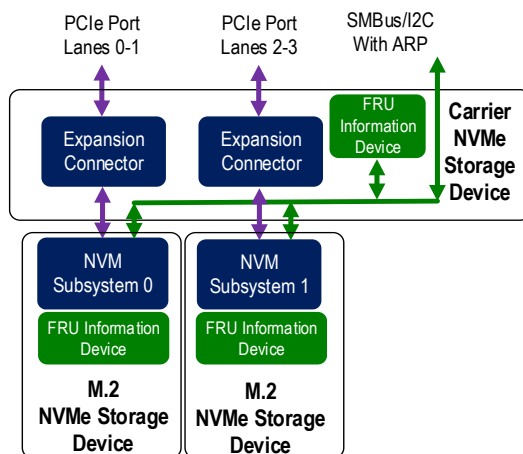 PCIe Port
Lanes 0-1
PCIe Port
Lanes 2-3
SMBus/I2C
With ARP
Expansion
Connector
Expansion
Connector
FRU
Information
Device
Carrier
NVMe
Storage
Device
NVM
Subsystem 0
FRU Information
Device
M.2
NVMe Storage
Device
NVM
Subsystem 1
FRU Information
Device
M.2
NVMe Storage
Device